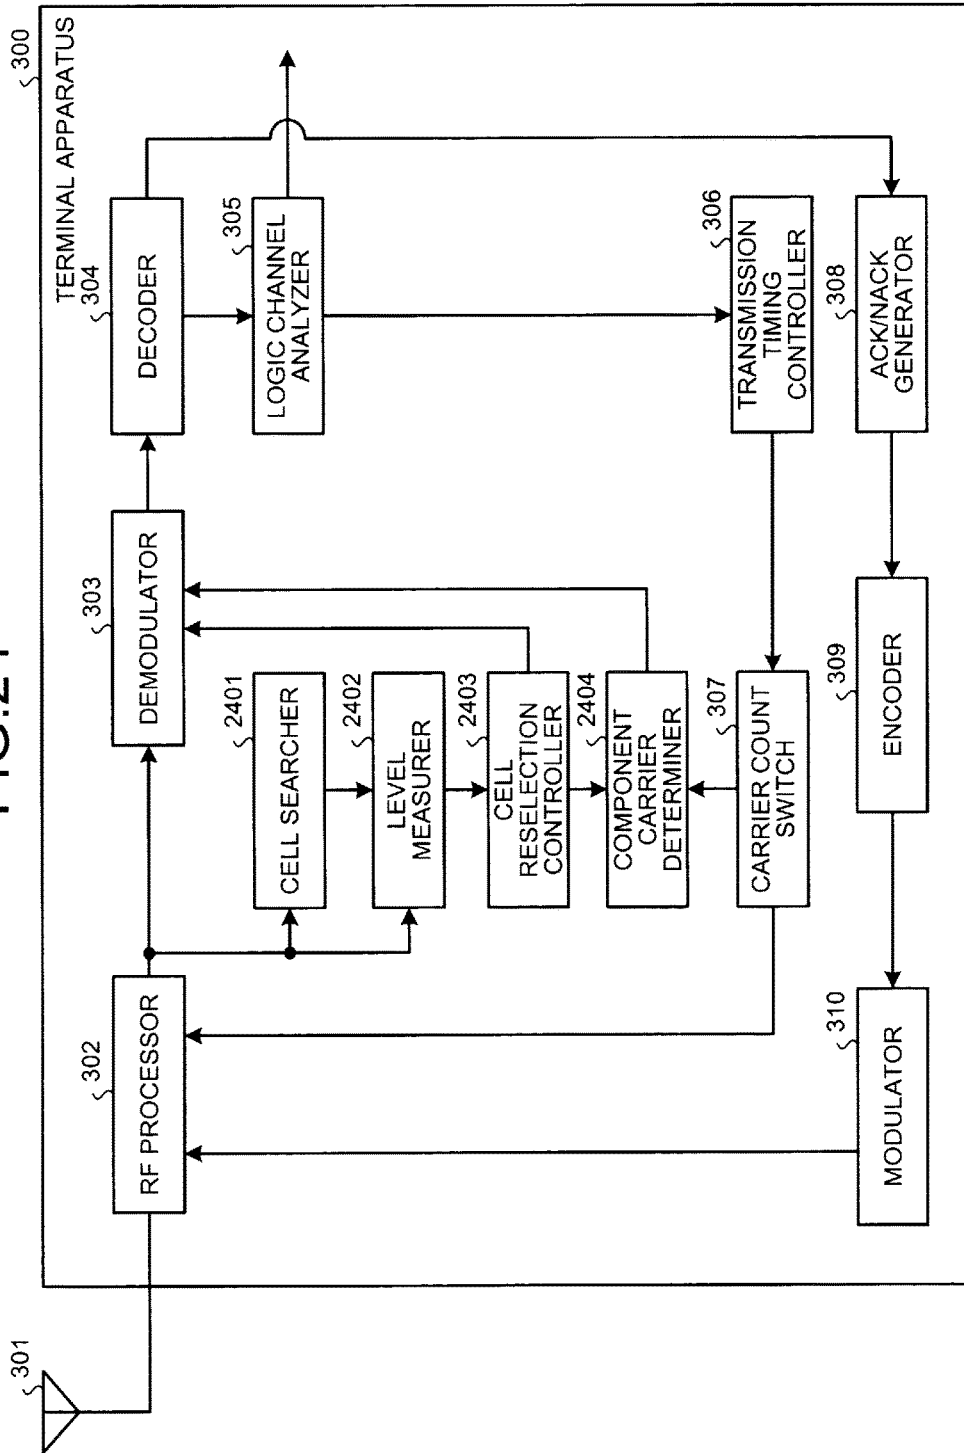 FIG.24
300
TERMINAL APPARATUS
301
302
RF PROCESSOR
303
DEMODULATOR
304
DECODER
305
LOGIC CHANNEL
ANALYZER
2401
CELL SEARCHER
2402
LEVEL
MEASURER
2403
CELL
RESELECTION
CONTROLLER
2404
COMPONENT
CARRIER
DETERMINER
306
TRANSMISSION
TIMING
CONTROLLER
307
CARRIER COUNT
SWITCH
308
ACK/NACK
GENERATOR
309
ENCODER
310
MODULATOR